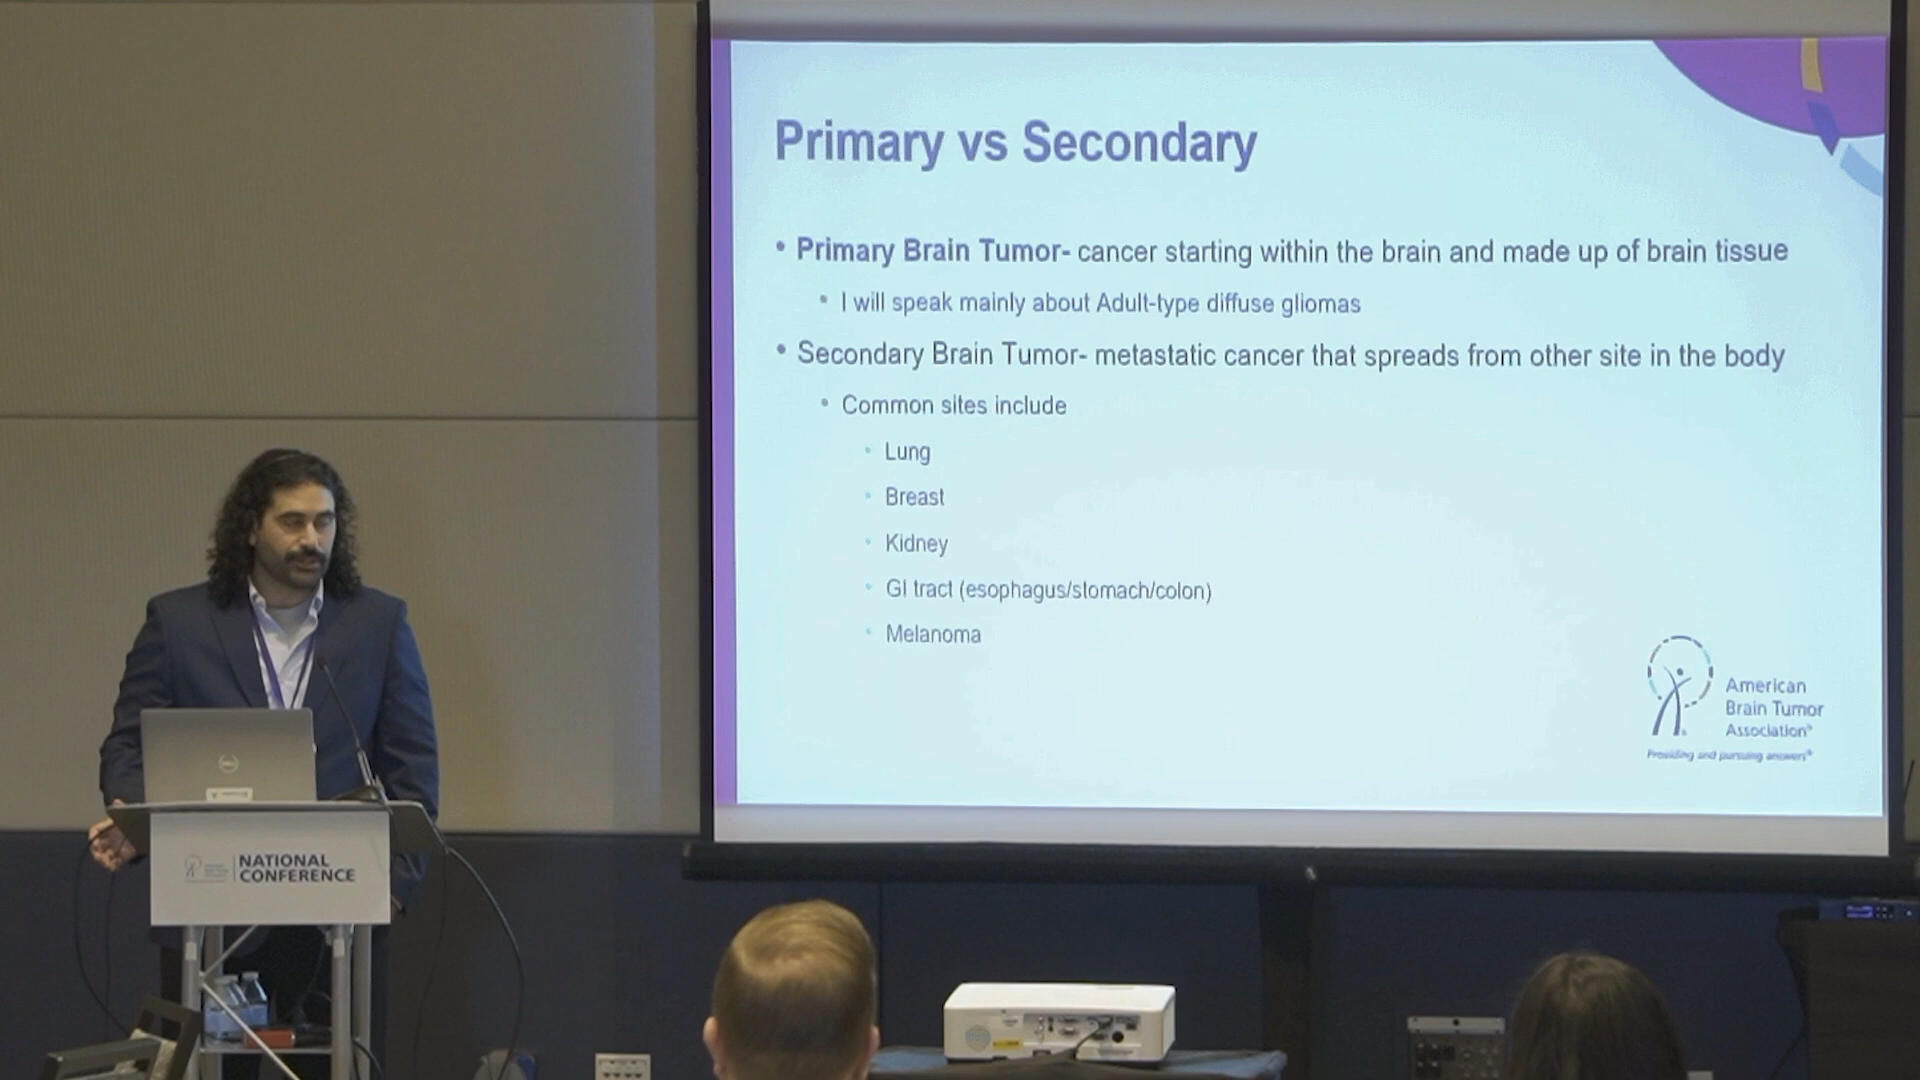 Primary vs Secondary
• Primary Brain Tumor- cancer starting within the brain and made up of brain tissue
• I will speak mainly about Adult-type diffuse gliomas
• Secondary Brain Tumor- metastatic cancer that spreads from other site in the body
• Common sites include
• Lung
• Breast
• Kidney
• GI tract (esophagus/stomach/colon)
• Melanoma
American
Brain Tumor
Association®
Providing and pursuing answers®
DELL
NATIONAL
CONFERENCE